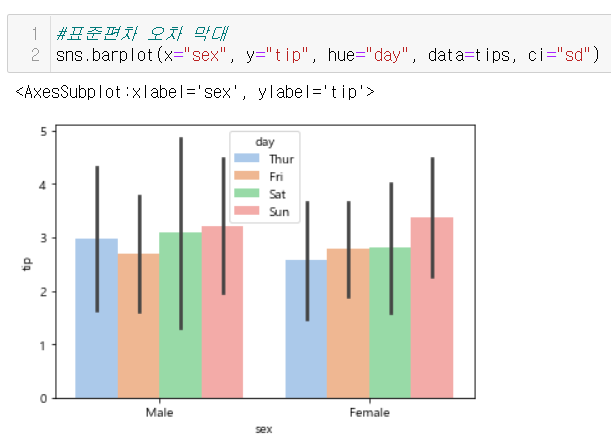 1 #표준편차 오차 막대
2 sns.barplot(x="sex", y="tip", hue="day", data=tips, ci="sd")
<AxesSubplot:xlabel='sex', ylabel='tip'>
day
Thur
Fri
Sat
Sun
5
4
3
2
1
0
tip
Male Female
sex